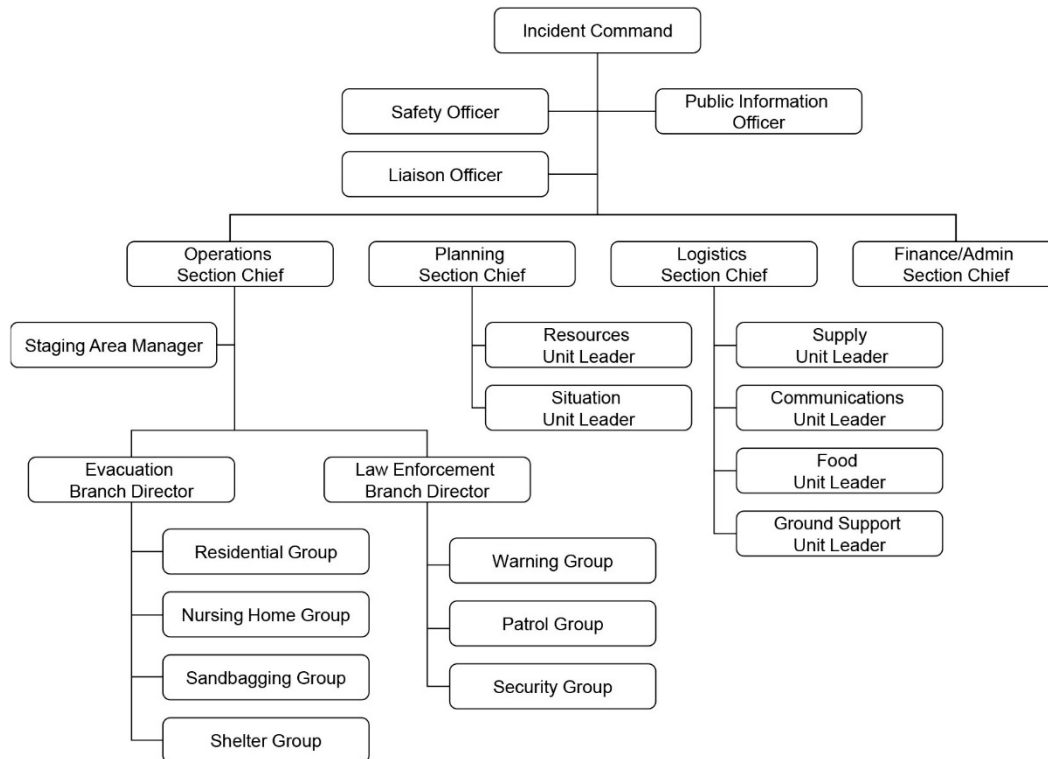 Incident Command
Safety Officer
Public Information
Officer
Liaison Officer
Operations
Section Chief
Planning
Section Chief
Logistics
Section Chief
Finance/Admin
Section Chief
Staging Area Manager
Resources
Unit Leader
Supply
Unit Leader
Situation
Unit Leader
Communications
Unit Leader
Evacuation
Branch Director
Law Enforcement
Branch Director
Food
Unit Leader
Ground Support
Unit Leader
Residential Group
Warning Group
Nursing Home Group
Patrol Group
Sandbagging Group
Security Group
Shelter Group